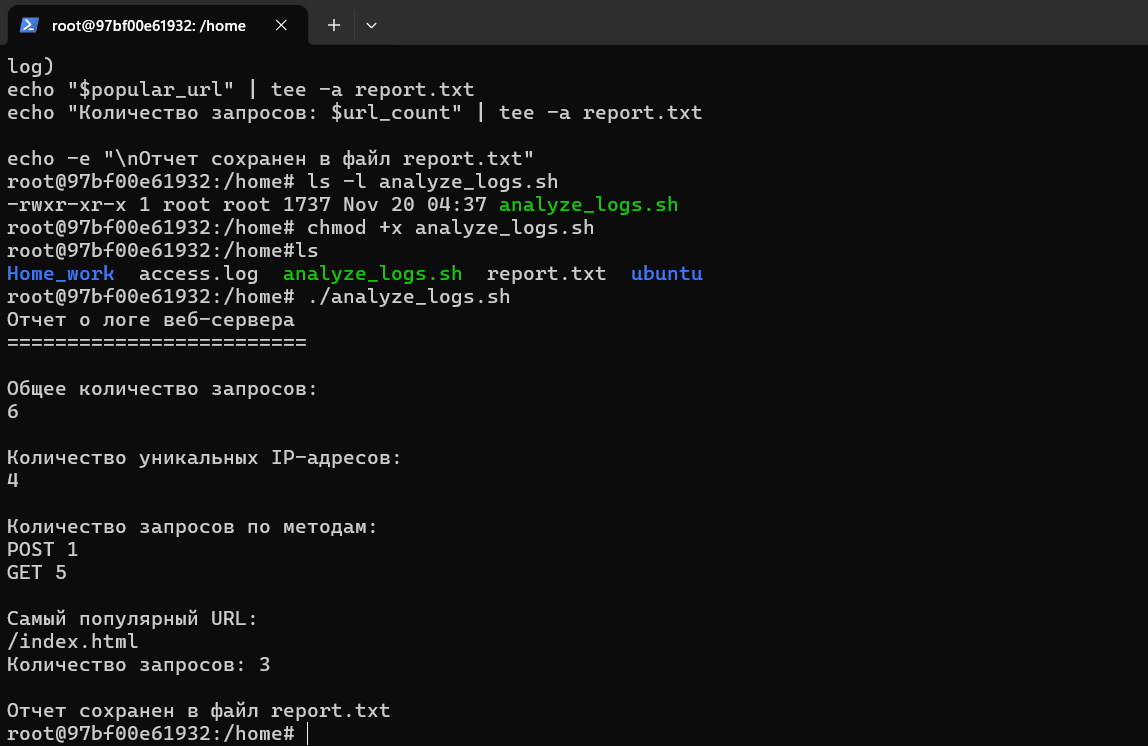 root@97bf00e61932: /home
log)
echo "$popular_url" | tee -a report.txt
echo "Количество запросов: $url_count" | tee -a report.txt
echo -e "\nОтчет сохранен в файл report.txt"
root@97bf00e61932:/home# ls -l analyze_logs.sh
-rwxr-xr-x 1 root root 1737 Nov 20 04:37 analyze_logs.sh
root@97bf00e61932:/home# chmod +x analyze_logs.sh
root@97bf00e61932:/home#ls
Home_work  access.log  analyze_logs.sh  report.txt  ubuntu
root@97bf00e61932:/home# ./analyze_logs.sh
Отчет о логе веб-сервера
=========================
Общее количество запросов:
6
Количество уникальных IP-адресов:
4
Количество запросов по методам:
POST 1
GET 5
Самый популярный URL:
/index.html
Количество запросов: 3
Отчет сохранен в файл report.txt
root@97bf00e61932:/home#